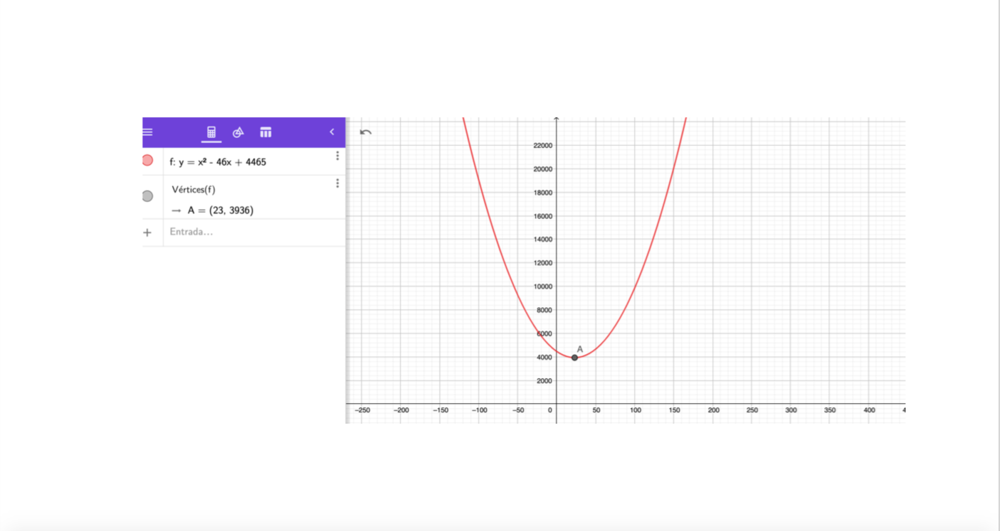 f: y = x² - 46x + 4465
Vértices(f)
→ A = (23, 3936)
+ Entrada...
22000
20000
18000
16000
14000
12000
10000
8000
6000
A
4000
2000
−250 −200 −150 −100 −50 0 50 100 150 200 250 300 350 400 4